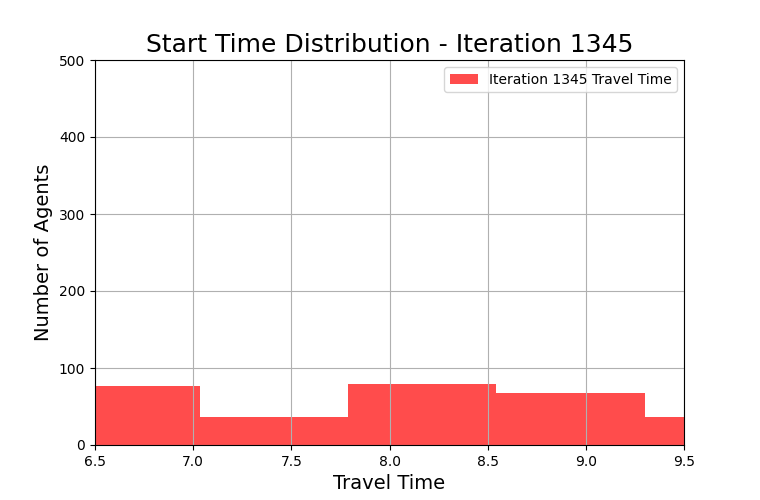 Start Time Distribution - Iteration 1345
Iteration 1345 Travel Time
Number of Agents
500
400
300
200
100
0
6.5 7.0 7.5 8.0 8.5 9.0 9.5
Travel Time